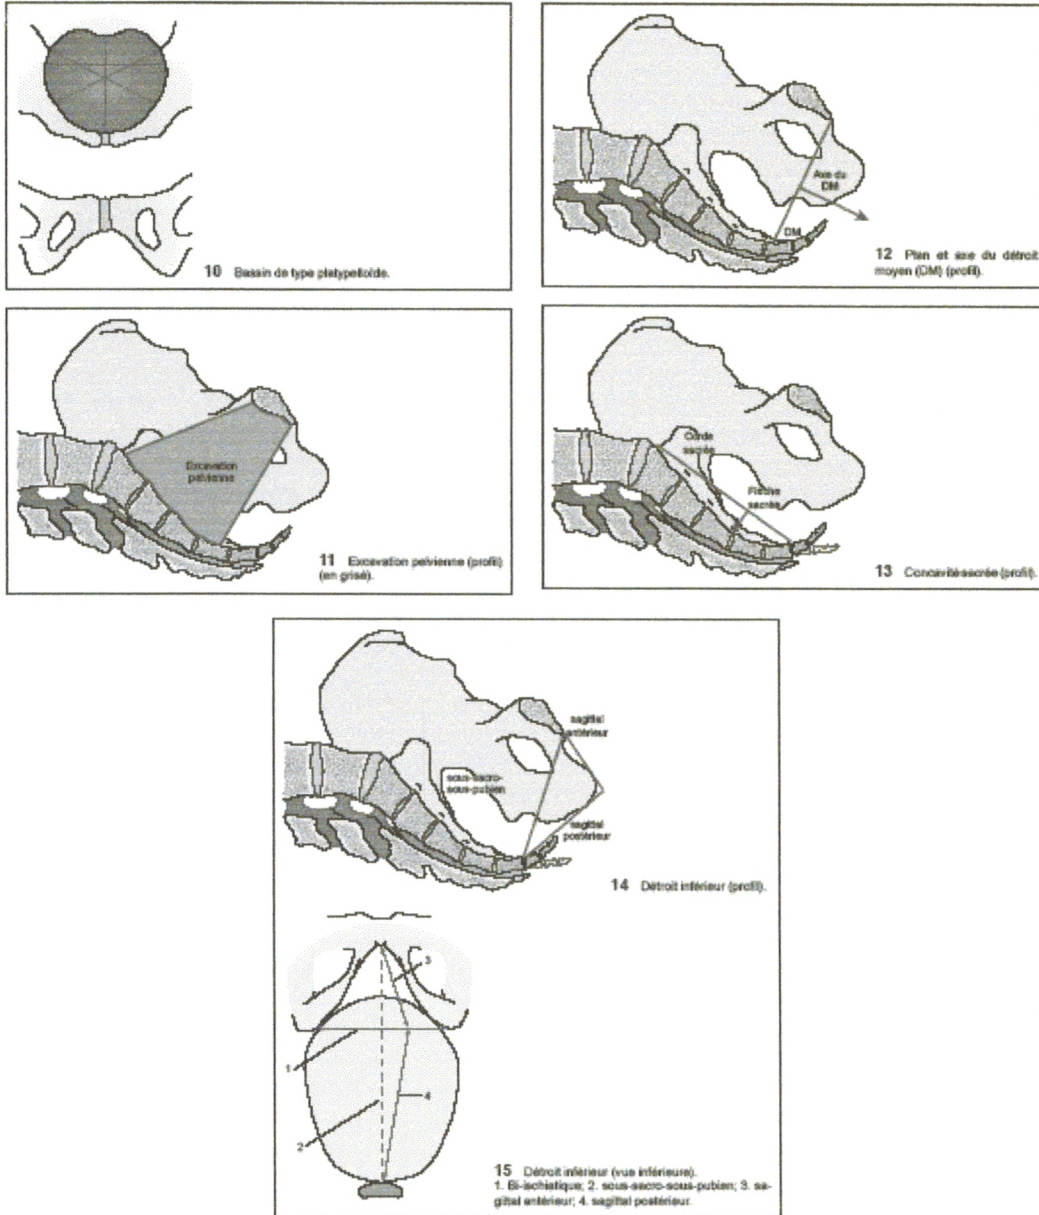 10 Bassin de type platypelloïde.
Axe du
DM
DM
12 Plan et axe du détroit
moyen (DM) (profil).
Excavation
pelvienne
11 Excavation pelvienne (profil)
(en grisé).
Corde
sacrée
Flèche
sacrée
13 Concavité sacrée (profil).
sagittal
antérieur
sous-sacro-
sous-pubien
sagittal
postérieur
14 Détroit inférieur (profil).
3
1
4
2
15 Détroit inférieur (vue inférieure).
1. Bi-ischiatique; 2. sous-sacro-sous-pubien; 3. sa-
gittal antérieur; 4. sagittal postérieur.